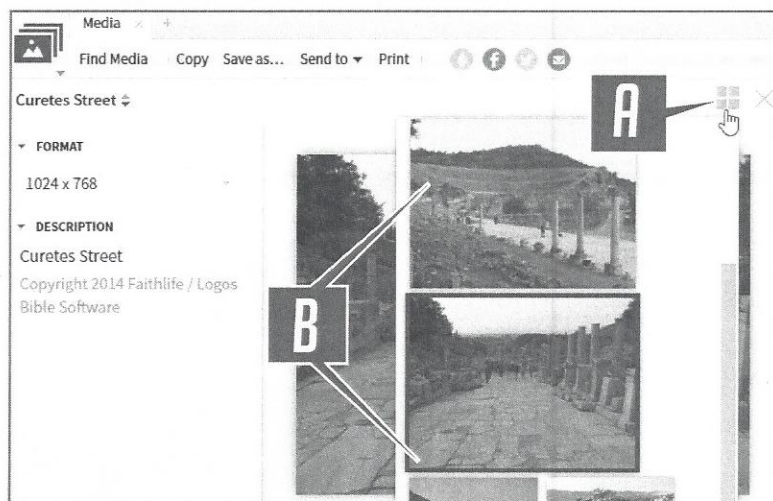 Media × +
Find Media Copy Save as... Send to Print
Curetes Street
FORMAT
1024 x 768
DESCRIPTION
Curetes Street
Copyright 2014 Faithlife / Logos
Bible Software
A
B